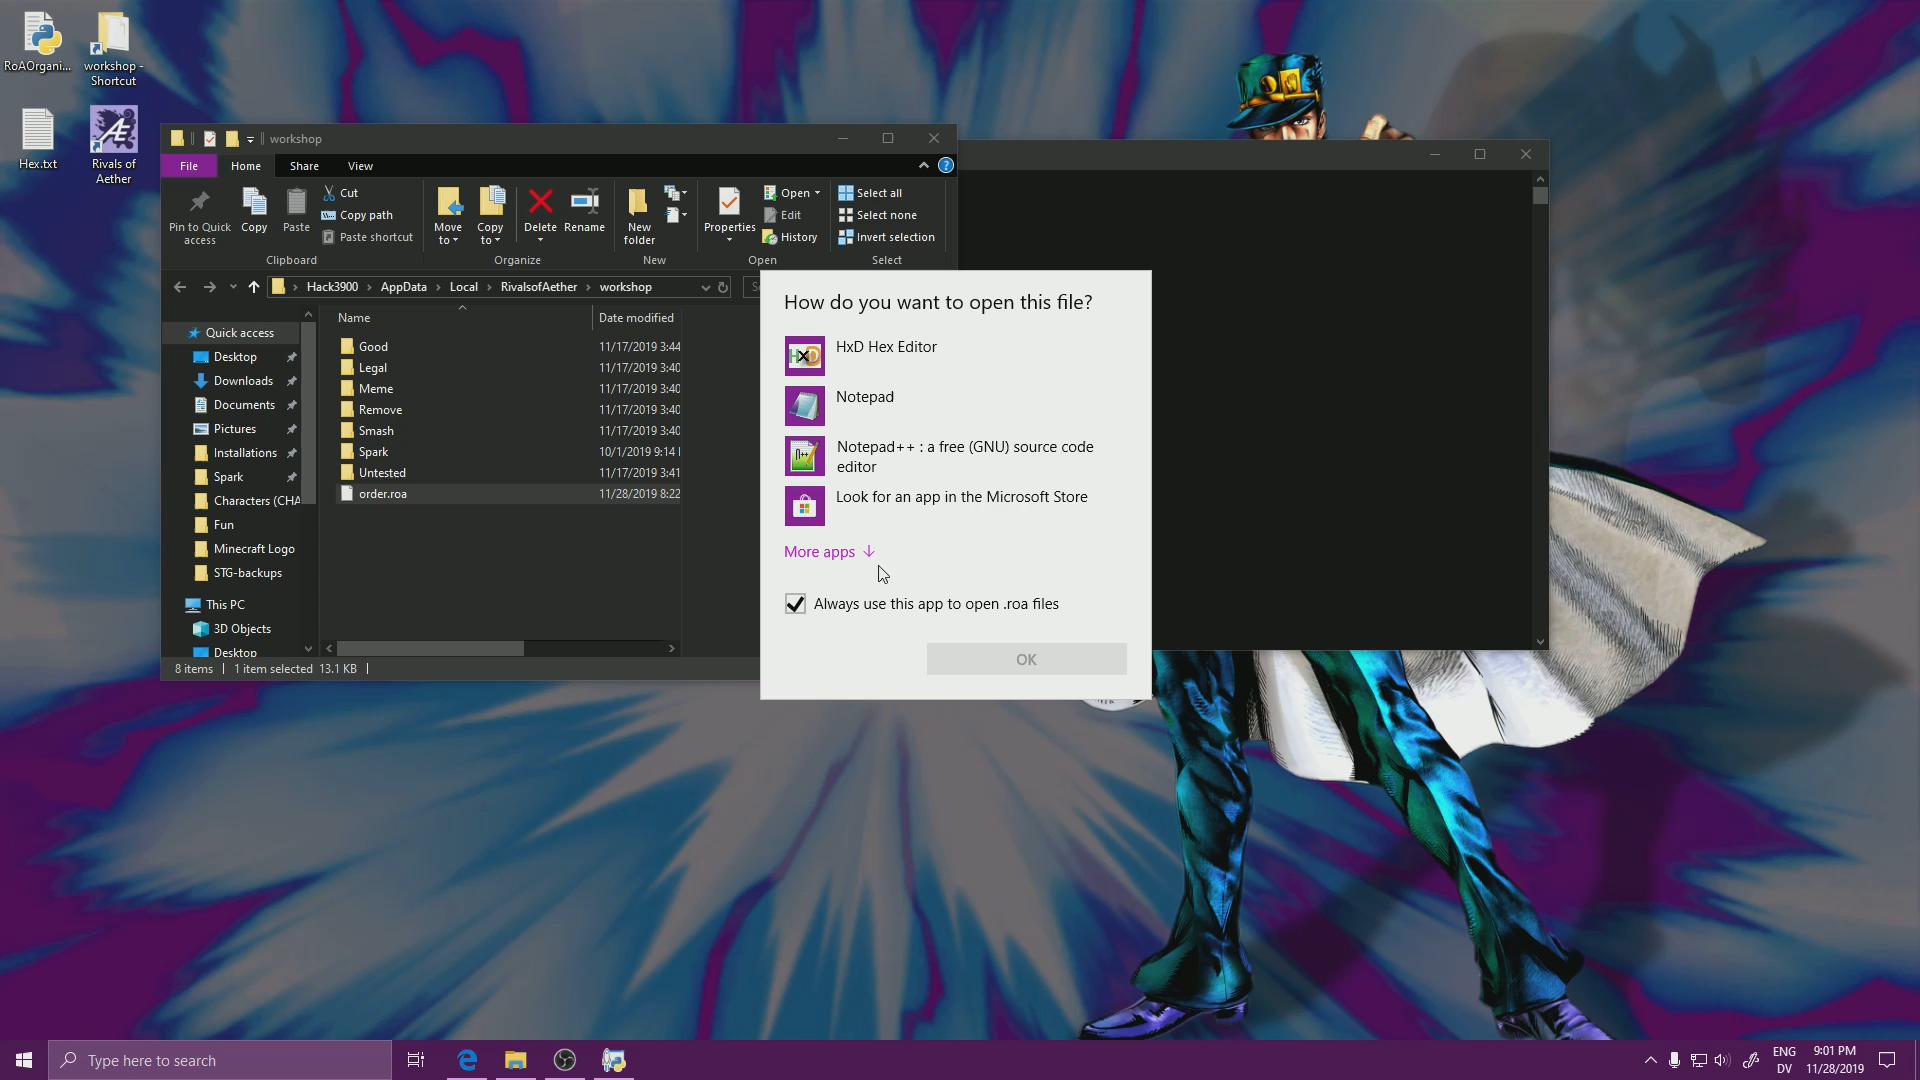 RoAOrgani...
workshop -
Shortcut
Hex.txt
Rivals of
Aether
workshop
File
Home
Share
View
Pin to Quick
access
Copy
Paste
Cut
Copy path
Paste shortcut
Clipboard
Move
to
Copy
to
Delete
Rename
Organize
New
folder
New
Properties
Open
Edit
History
Open
Select all
Select none
Invert selection
Select
Hack3900
AppData
Local
RivalsofAether
workshop
Quick access
Desktop
Downloads
Documents
Pictures
Installations
Spark
Characters (CHA
Fun
Minecraft Logo
STG-backups
This PC
3D Objects
Desktop
Name Date modified
Good 11/17/2019 3:44
Legal 11/17/2019 3:40
Meme 11/17/2019 3:40
Remove 11/17/2019 3:40
Smash 11/17/2019 3:40
Spark 10/1/2019 9:14
Untested 11/17/2019 3:41
order.roa 11/28/2019 8:22
8 items 1 item selected 13.1 KB
How do you want to open this file?
HxD Hex Editor
Notepad
Notepad++ : a free (GNU) source code
editor
Look for an app in the Microsoft Store
More apps
Always use this app to open .roa files
OK
Type here to search
ENG
DV
9:01 PM
11/28/2019